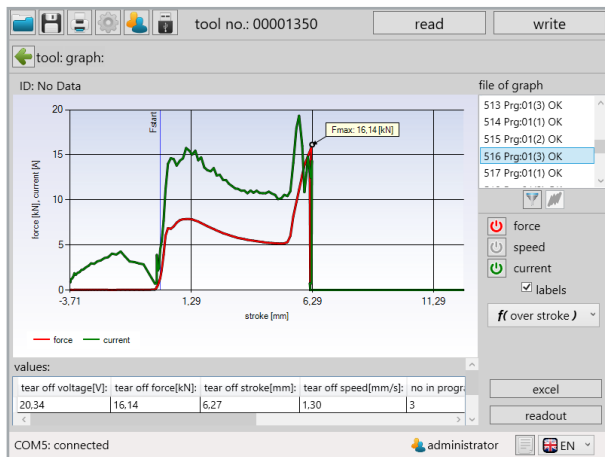 tool no.: 00001350
read
write
tool: graph:
ID: No Data
file of graph
20
15
10
5
0
force [kN], current [A]
Fstart
Fmax: 16,14 [kN]
-3,71
1,29
6,29
11,29
stroke [mm]
force
current
513 Prg:01(3) OK
514 Prg:01(1) OK
515 Prg:01(2) OK
516 Prg:01(3) OK
517 Prg:01(1) OK
force
speed
current
labels
f( over stroke )
values:
tear off voltage[V]: tear off force[kN]: tear off stroke[mm]: tear off speed[mm/s]: no in progra
20,34 16,14 6,27 1,30 3
excel
readout
COM5: connected
administrator
EN